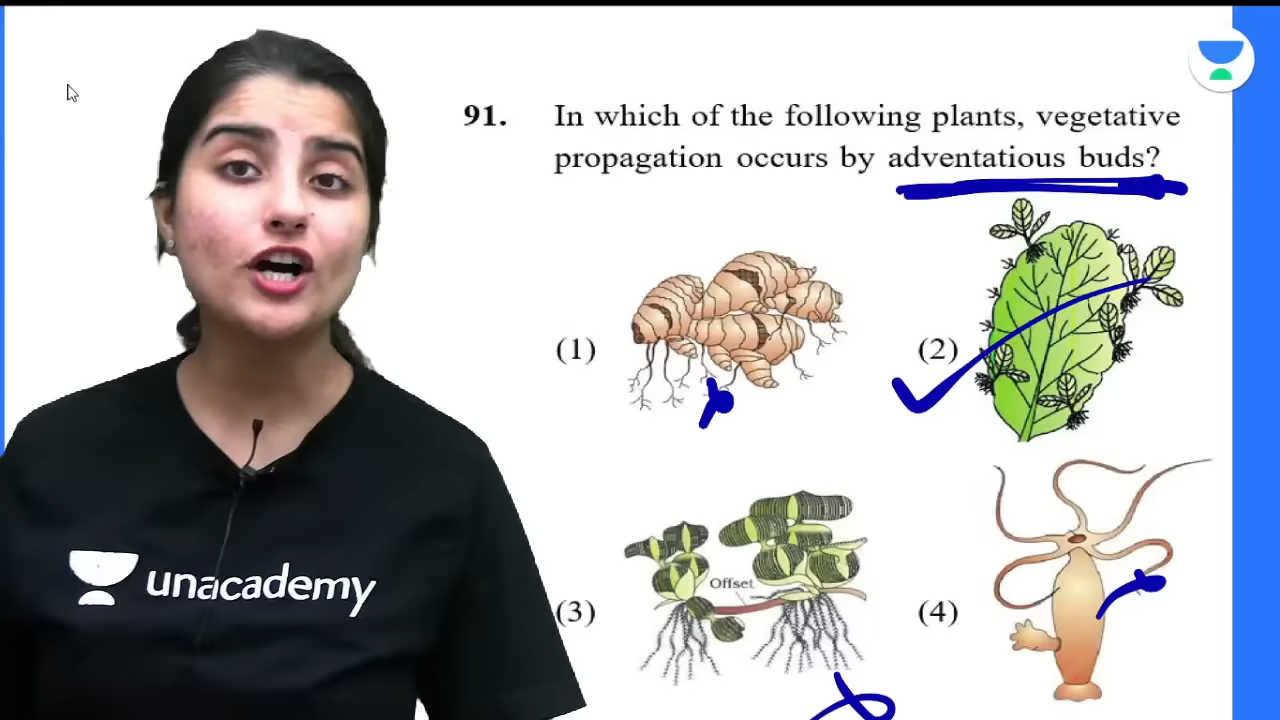 91. In which of the following plants, vegetative
propagation occurs by adventatious buds?
(1)
(2)
Offset
(3)
(4)
unacademy